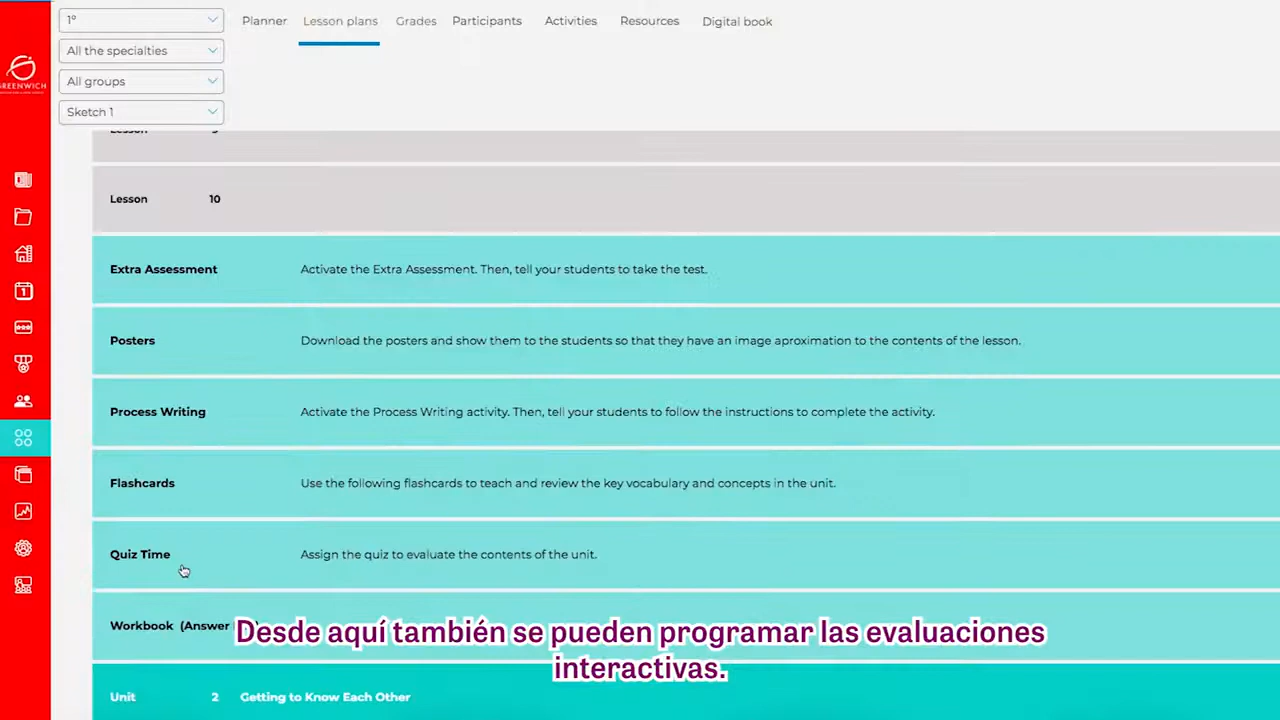 1º
Planner
Lesson plans
Grades
Participants
Activities
Resources
Digital book
All the specialties
All groups
Sketch 1
GREENWICH
Lesson 9
Lesson 10
Extra Assessment Activate the Extra Assessment. Then, tell your students to take the test.
Posters Download the posters and show them to the students so that they have an image aproximation to the contents of the lesson.
Process Writing Activate the Process Writing activity. Then, tell your students to follow the instructions to complete the activity.
Flashcards Use the following flashcards to teach and review the key vocabulary and concepts in the unit.
Quiz Time Assign the quiz to evaluate the contents of the unit.
Workbook (Answer
Desde aquí también se pueden programar las evaluaciones
interactivas.
Unit 2 Getting to Know Each Other